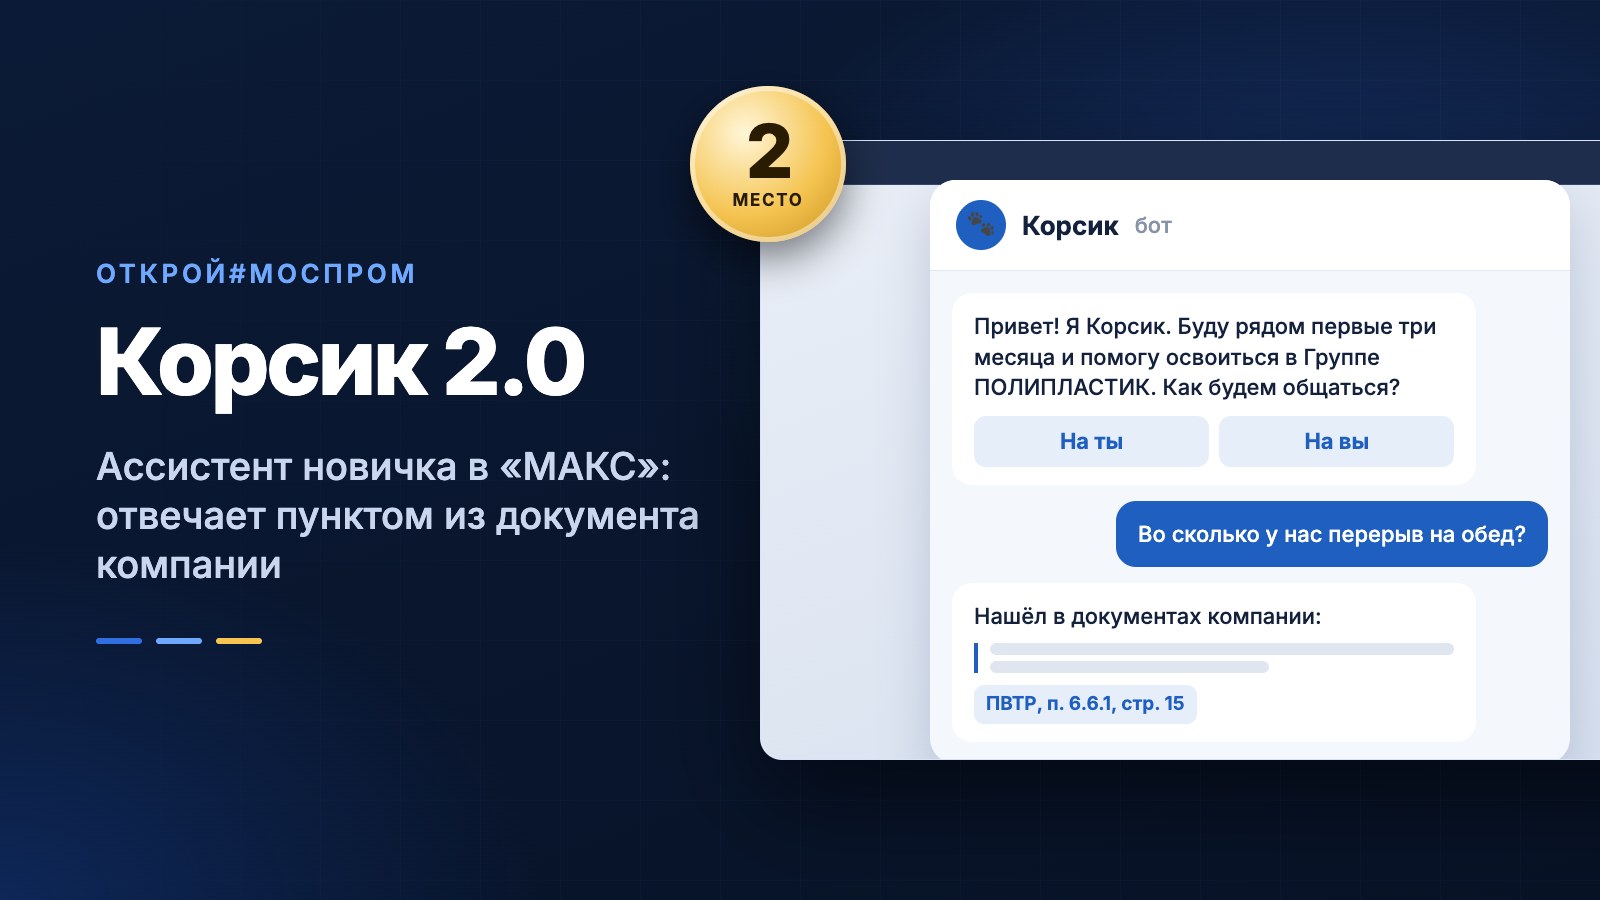 2
МЕСТО
ОТКРОЙ#МОСПРОМ
Корсик 2.0
Ассистент новичка в «МАКС»:
отвечает пунктом из документа
компании
Корсик бот
Привет! Я Корсик. Буду рядом первые три
месяца и помогу освоиться в Группе
ПОЛИПЛАСТИК. Как будем общаться?
На ты
На вы
Во сколько у нас перерыв на обед?
Нашёл в документах компании:
ПВТР, п. 6.6.1, стр. 15